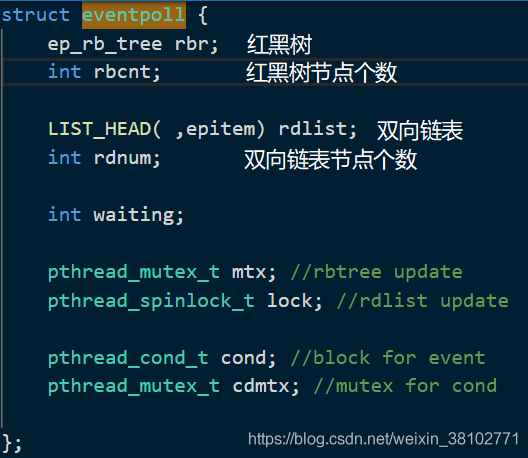 struct eventpoll {
ep_rb_tree rbr; 红黑树
int rbcnt; 红黑树节点个数
LIST_HEAD( ,epitem) rdlist; 双向链表
int rdnum; 双向链表节点个数
int waiting;
pthread_mutex_t mtx; //rbtree update
pthread_spinlock_t lock; //rdlist update
pthread_cond_t cond; //block for event
pthread_mutex_t cdmtx; //mutex for cond
};
https://blog.csdn.net/weixin_38102771